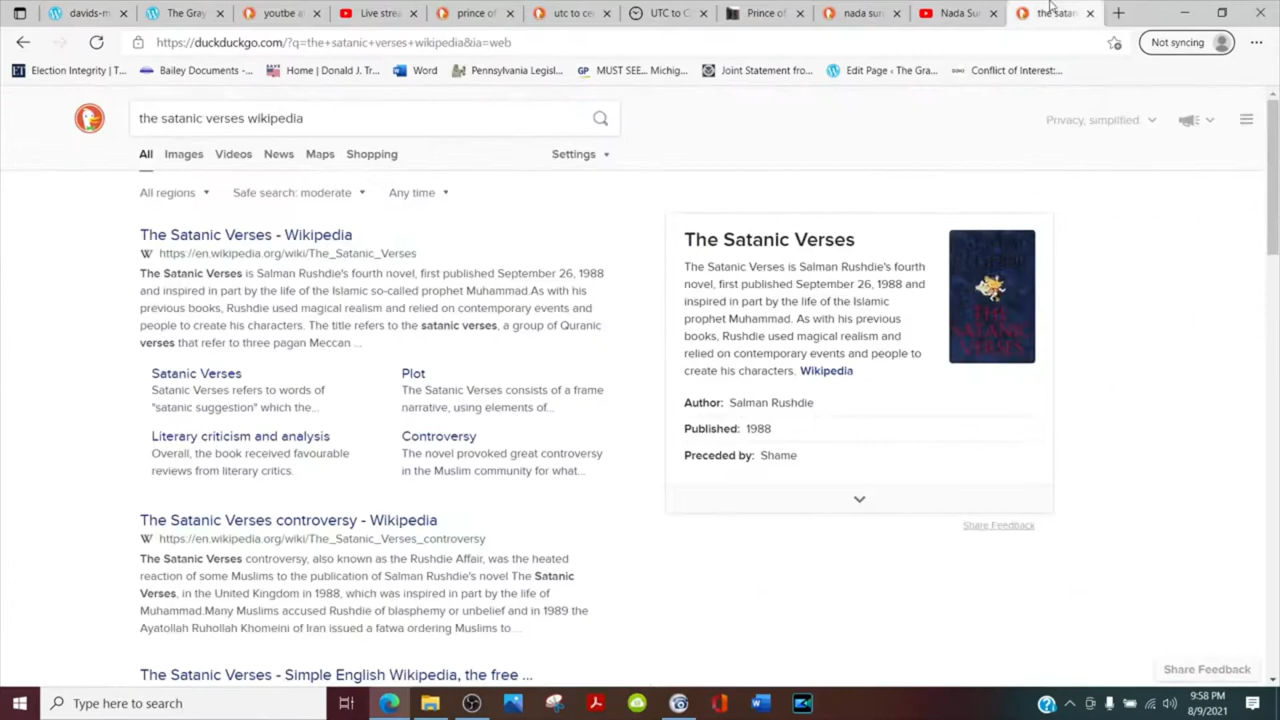 davids-m
The Gray
youtbe a
Live stre
prince of
utc to ce
UTC to C
Prince of
nada sur
Nada Su
the satan
https://duckduckgo.com/?q=the+satanic+verses+wikipedia&ia=web
Not syncing
Election Integrity | T...
Bailey Documents -...
Home | Donald J. Tr...
Word
Pennsylvania Legisl...
GP MUST SEE... Michig...
Joint Statement fro...
Edit Page ‹ The Gra...
Conflict of Interest:...
the satanic verses wikipedia
Privacy, simplified.
All Images Videos News Maps Shopping Settings
All regions Safe search: moderate Any time
The Satanic Verses - Wikipedia
W https://en.wikipedia.org/wiki/The_Satanic_Verses
The Satanic Verses is Salman Rushdie's fourth novel, first published September 26, 1988
and inspired in part by the life of the Islamic so-called prophet Muhammad.As with his
previous books, Rushdie used magical realism and relied on contemporary events and
people to create his characters. The title refers to the satanic verses, a group of Quranic
verses that refer to three pagan Meccan ...
Satanic Verses
Satanic Verses refers to words of
"satanic suggestion" which the...
Plot
The Satanic Verses consists of a frame
narrative, using elements of...
Literary criticism and analysis
Overall, the book received favourable
reviews from literary critics.
Controversy
The novel provoked great controversy
in the Muslim community for what...
The Satanic Verses controversy - Wikipedia
W https://en.wikipedia.org/wiki/The_Satanic_Verses_controversy
The Satanic Verses controversy, also known as the Rushdie Affair, was the heated
reaction of some Muslims to the publication of Salman Rushdie's novel The Satanic
Verses, in the United Kingdom in 1988, which was inspired in part by the life of
Muhammad.Many Muslims accused Rushdie of blasphemy or unbelief and in 1989 the
Ayatollah Ruhollah Khomeini of Iran issued a fatwa ordering Muslims to ...
The Satanic Verses - Simple English Wikipedia, the free ...
The Satanic Verses
The Satanic Verses is Salman Rushdie's fourth
novel, first published September 26, 1988 and
inspired in part by the life of the Islamic
prophet Muhammad. As with his previous
books, Rushdie used magical realism and
relied on contemporary events and people to
create his characters. Wikipedia
THE
SATANIC
VERSES
Author: Salman Rushdie
Published: 1988
Preceded by: Shame
Share Feedback
Share Feedback
Type here to search
9:58 PM
8/9/2021